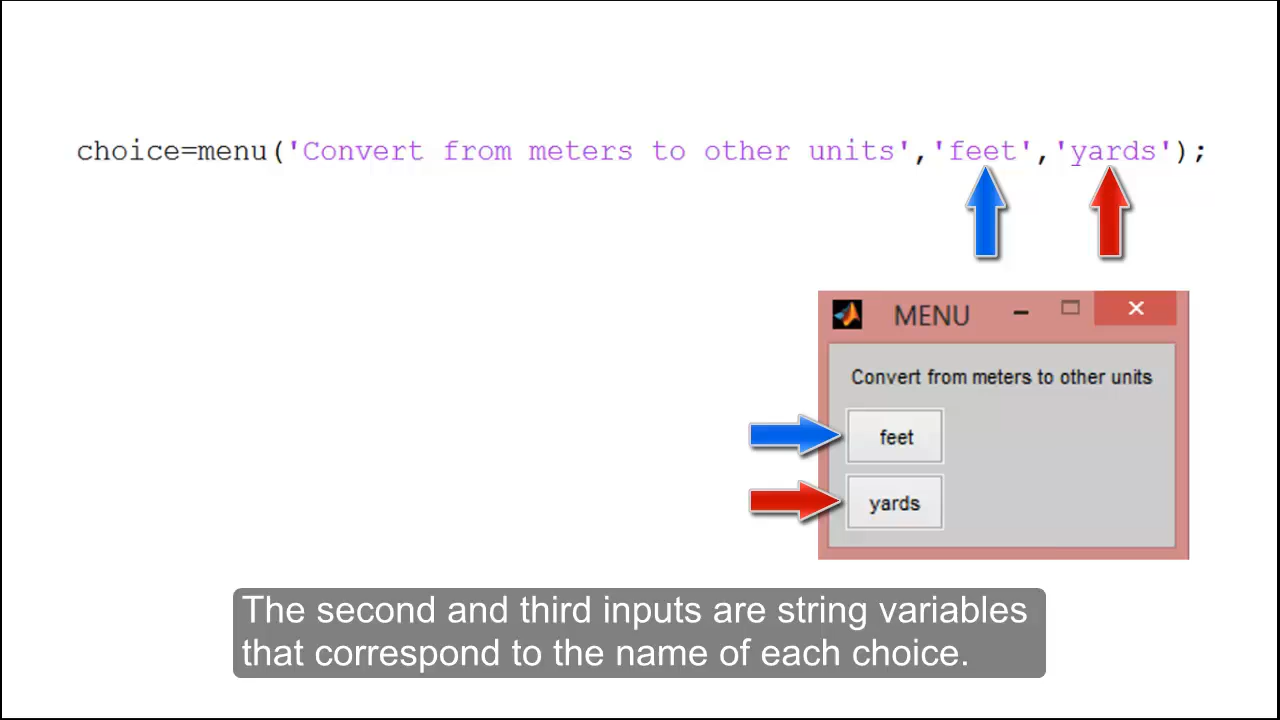 choice=menu('Convert from meters to other units','feet','yards');
MENU
Convert from meters to other units
feet
yards
The second and third inputs are string variables
that correspond to the name of each choice.